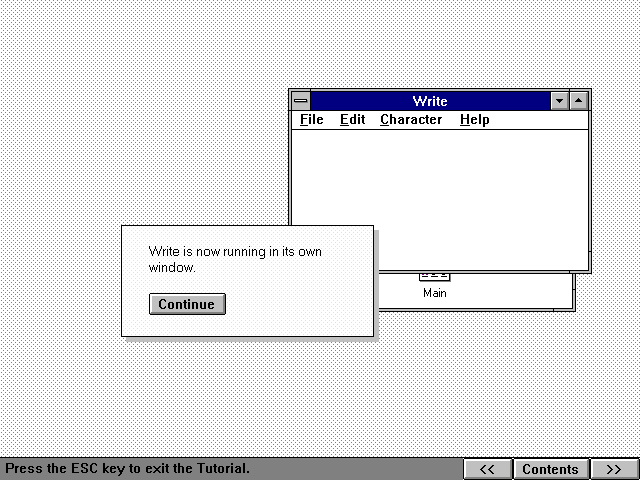 Write
File Edit Character Help
Write is now running in its own
window.
Continue
Main
Press the ESC key to exit the Tutorial.
<< Contents >>